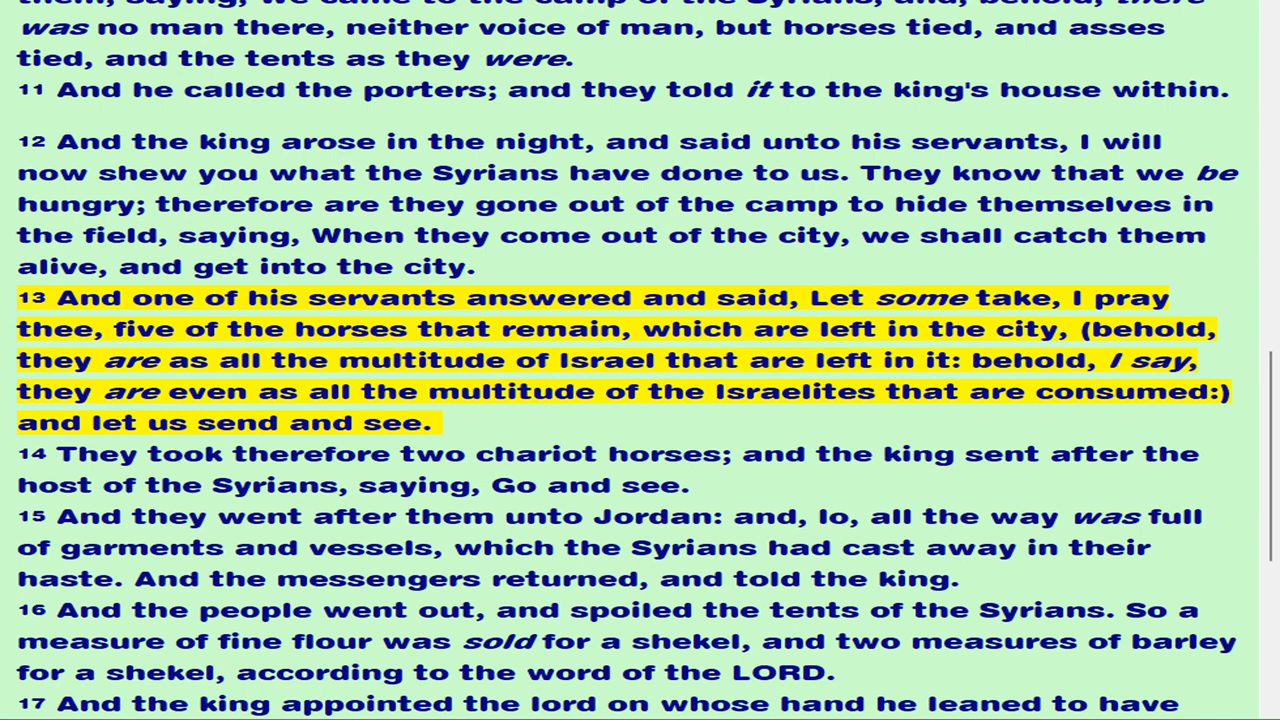 them, saying, We came to the camp of the Syrians, and, behold, there
was no man there, neither voice of man, but horses tied, and asses
tied, and the tents as they were.
11 And he called the porters; and they told it to the king's house within.
12 And the king arose in the night, and said unto his servants, I will
now shew you what the Syrians have done to us. They know that we be
hungry; therefore are they gone out of the camp to hide themselves in
the field, saying, When they come out of the city, we shall catch them
alive, and get into the city.
13 And one of his servants answered and said, Let some take, I pray
thee, five of the horses that remain, which are left in the city, (behold,
they are as all the multitude of Israel that are left in it: behold, I say,
they are even as all the multitude of the Israelites that are consumed:)
and let us send and see.
14 They took therefore two chariot horses; and the king sent after the
host of the Syrians, saying, Go and see.
15 And they went after them unto Jordan: and, lo, all the way was full
of garments and vessels, which the Syrians had cast away in their
haste. And the messengers returned, and told the king.
16 And the people went out, and spoiled the tents of the Syrians. So a
measure of fine flour was sold for a shekel, and two measures of barley
for a shekel, according to the word of the LORD.
17 And the king appointed the lord on whose hand he leaned to have